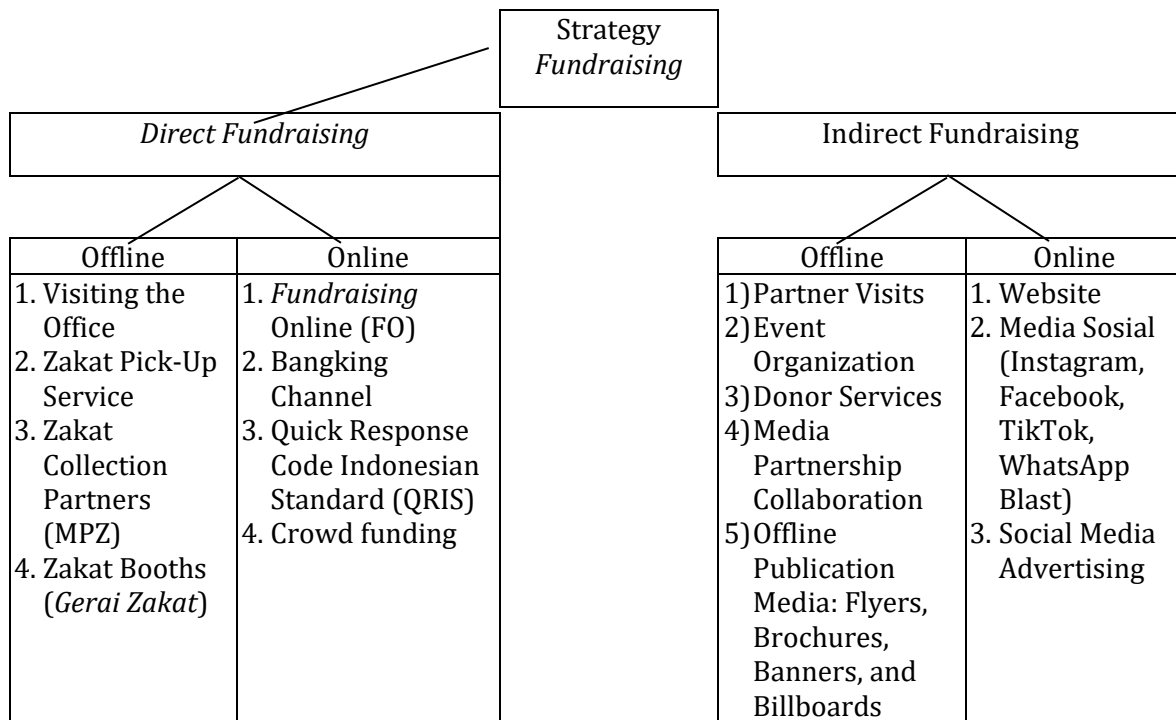 Strategy
Fundraising
Direct Fundraising
Indirect Fundraising
Offline
Online
1. Visiting the
Office
2. Zakat Pick-Up
Service
3. Zakat
Collection
Partners
(MPZ)
4. Zakat Booths
(Gerai Zakat)
1. Fundraising
Online (FO)
2. Bangking
Channel
3. Quick Response
Code Indonesian
Standard (QRIS)
4. Crowd funding
Offline
Online
1) Partner Visits
2) Event
Organization
3) Donor Services
4) Media
Partnership
Collaboration
5) Offline
Publication
Media: Flyers,
Brochures,
Banners, and
Billboards
1. Website
2. Media Sosial
(Instagram,
Facebook,
TikTok,
WhatsApp
Blast)
3. Social Media
Advertising